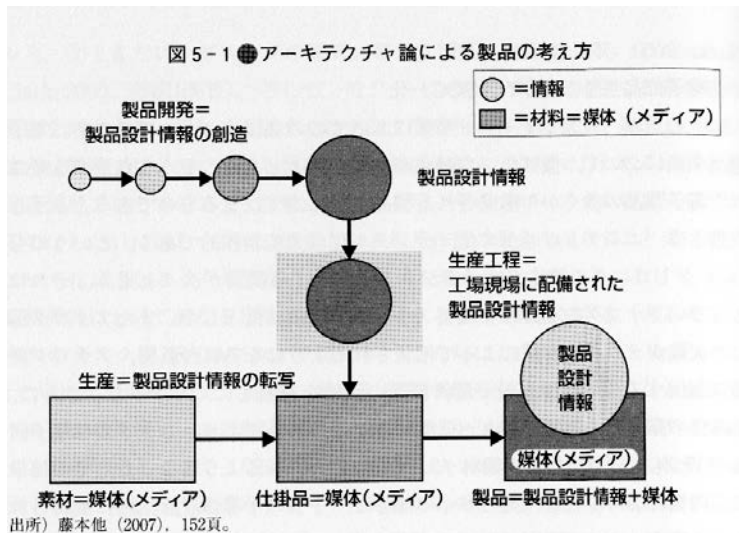 図5-1●アーキテクチャ論による製品の考え方
=情報
=材料=媒体(メディア)
製品開発=
製品設計情報の創造
製品設計情報
生産工程=
工場現場に配備された
製品設計情報
生産=製品設計情報の転写
製品
設計
情報
媒体(メディア)
素材=媒体(メディア)
仕掛品=媒体(メディア)
製品=製品設計情報+媒体
出所)藤本他(2007),152頁。